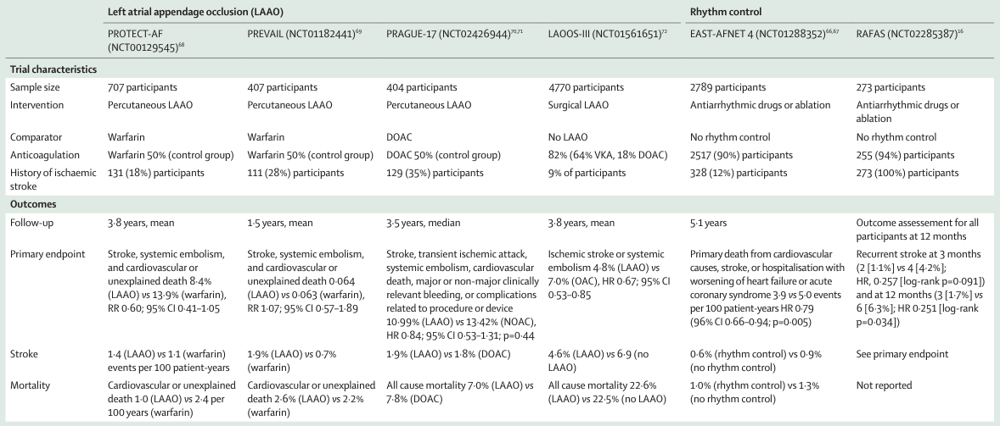 Left atrial appendage occlusion (LAAO)
Rhythm control
PROTECT-AF
(NCT00129545)68
PREVAIL (NCT01182441)69
PRAGUE-17 (NCT02426944)70,71
LAOOS-III (NCT01561651)72
EAST-AFNET 4 (NCT01288352)66,67
RAFAS (NCT02285387)16
Trial characteristics
Sample size
707 participants
407 participants
404 participants
4770 participants
2789 participants
273 participants
Intervention
Percutaneous LAAO
Percutaneous LAAO
Percutaneous LAAO
Surgical LAAO
Antiarrhythmic drugs or ablation
Antiarrhythmic drugs or
ablation
Comparator
Warfarin
Warfarin
DOAC
No LAAO
No rhythm control
No rhythm control
Anticoagulation
Warfarin 50% (control group)
Warfarin 50% (control group)
DOAC 50% (control group)
82% (64% VKA, 18% DOAC)
2517 (90%) participants
255 (94%) participants
History of ischaemic
stroke
131 (18%) participants
111 (28%) participants
129 (35%) participants
9% of participants
328 (12%) participants
273 (100%) participants
Outcomes
Follow-up
3·8 years, mean
1·5 years, mean
3·5 years, median
3·8 years, mean
5·1 years
Outcome assessement for all
participants at 12 months
Primary endpoint
Stroke, systemic embolism,
and cardiovascular or
unexplained death 8·4%
(LAAO) vs 13·9% (warfarin),
RR 0·60; 95% CI 0·41–1·05
Stroke, systemic embolism,
and cardiovascular or
unexplained death 0·064
(LAAO) vs 0·063 (warfarin),
RR 1·07; 95% CI 0·57–1·89
Stroke, transient ischemic attack,
systemic embolism, cardiovascular
death, major or non-major clinically
relevant bleeding, or complications
related to procedure or device
10·99% (LAAO) vs 13·42% (NOAC),
HR 0·84; 95% CI 0·53–1·31; p=0·44
Ischemic stroke or systemic
embolism 4·8% (LAAO) vs
7·0% (OAC), HR 0·67; 95% CI
0·53–0·85
Primary death from cardiovascular
causes, stroke, or hospitalisation with
worsening of heart failure or acute
coronary syndrome 3·9 vs 5·0 events
per 100 patient-years HR 0·79
(96% CI 0·66–0·94; p=0·005)
Recurrent stroke at 3 months
(2 [1·1%] vs 4 [4·2%];
HR, 0·257 [log-rank p=0·091])
and at 12 months (3 [1·7%] vs
6 [6·3%]; HR 0·251 [log-rank
p=0·034])
Stroke
1·4 (LAAO) vs 1·1 (warfarin)
events per 100 patient-years
1·9% (LAAO) vs 0·7%
(warfarin)
1·9% (LAAO) vs 1·8% (DOAC)
4·6% (LAAO) vs 6·9 (no
LAAO)
0·6% (rhythm control) vs 0·9%
(no rhythm control)
See primary endpoint
Mortality
Cardiovascular or unexplained
death 1·0 (LAAO) vs 2·4 per
100 years (warfarin)
Cardiovascular or unexplained
death 2·6% (LAAO) vs 2·2%
(warfarin)
All cause mortality 7·0% (LAAO) vs
7·8% (DOAC)
All cause mortality 22·6%
(LAAO) vs 22·5% (no LAAO)
1·0% (rhythm control) vs 1·3%
(no rhythm control)
Not reported